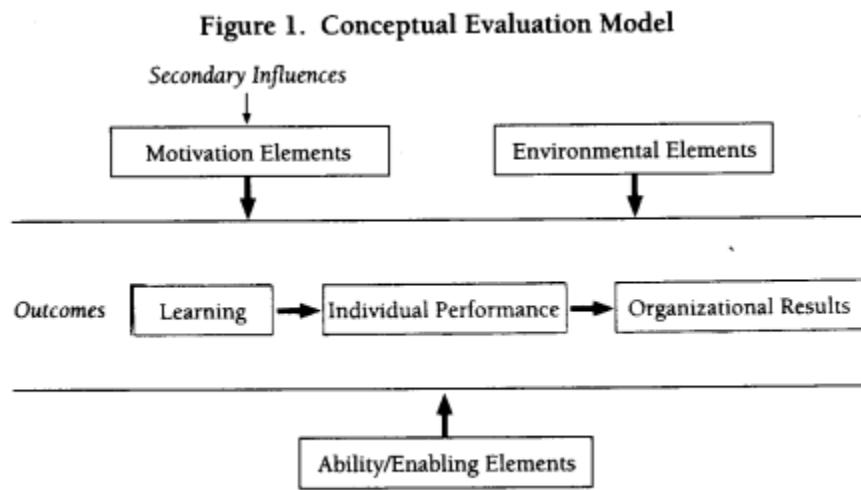 Figure 1. Conceptual Evaluation Model
Secondary Influences
Motivation Elements
Environmental Elements
Outcomes
Learning
Individual Performance
Organizational Results
Ability/Enabling Elements